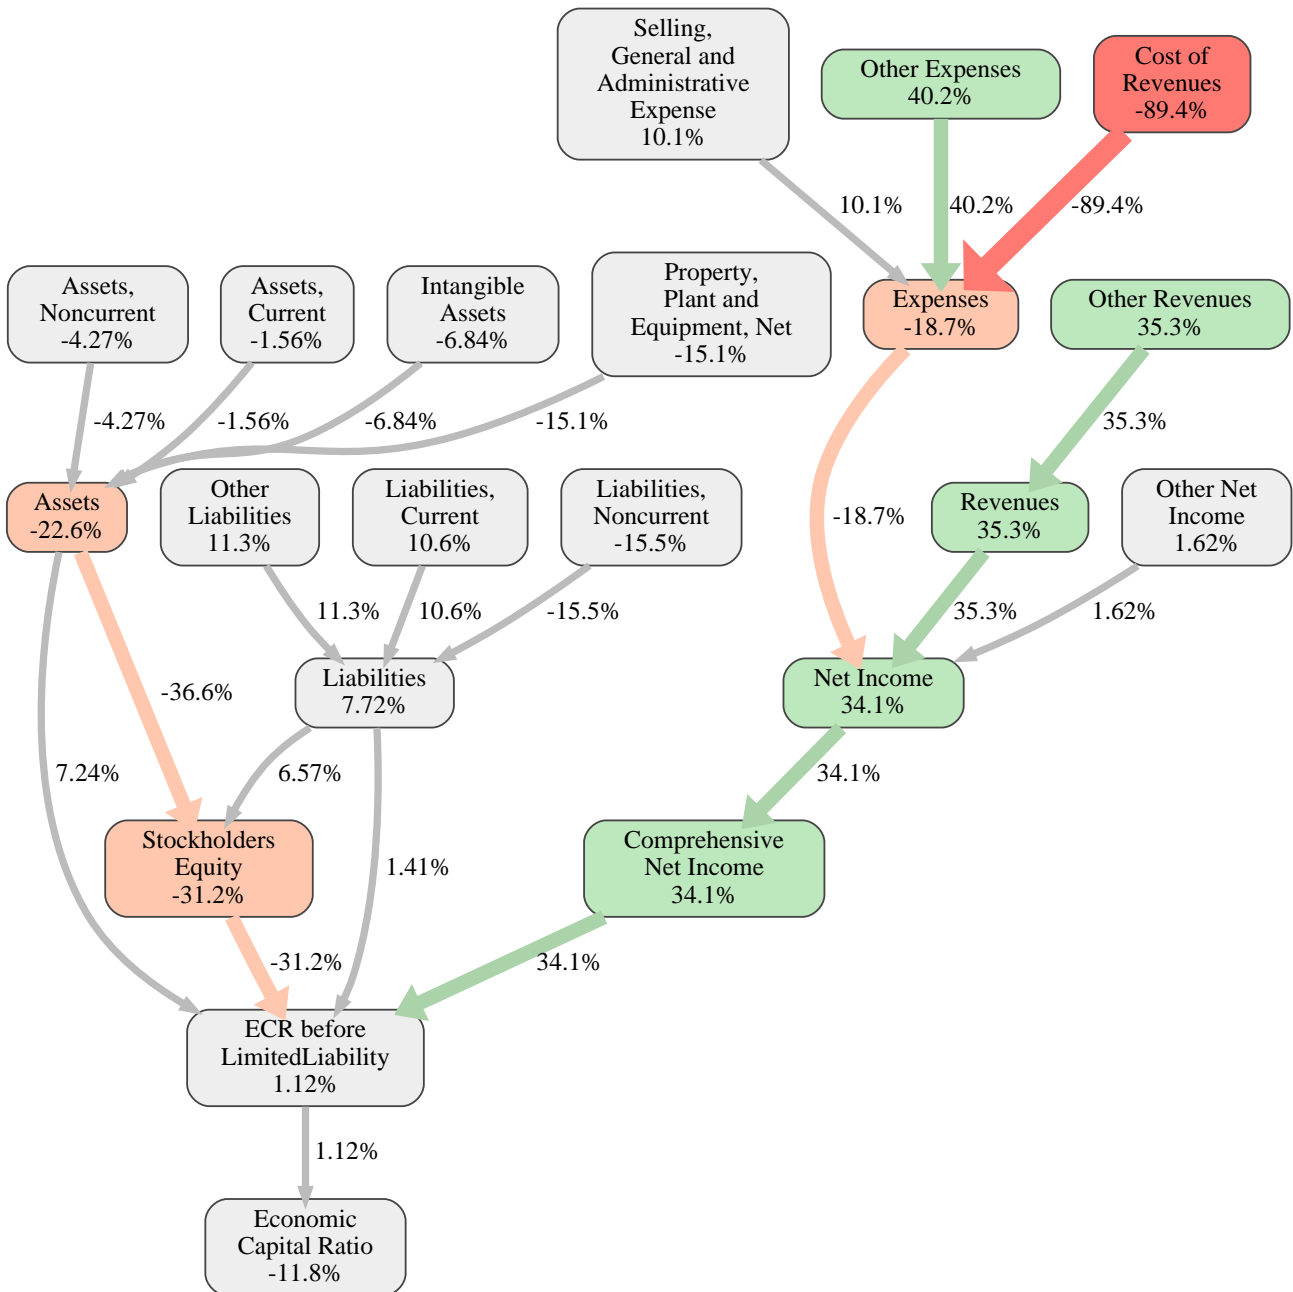 Selling,
General and
Administrative
Expense
10.1%
Other Expenses
40.2%
Cost of
Revenues
-89.4%
10.1%
40.2%
-89.4%
Assets,
Noncurrent
-4.27%
Assets,
Current
-1.56%
Intangible
Assets
-6.84%
Property,
Plant and
Equipment, Net
-15.1%
Expenses
-18.7%
Other Revenues
35.3%
-4.27%
-1.56%
-6.84%
-15.1%
35.3%
Assets
-22.6%
Other
Liabilities
11.3%
Liabilities,
Current
10.6%
Liabilities,
Noncurrent
-15.5%
-18.7%
Revenues
35.3%
Other Net
Income
1.62%
11.3%
10.6%
-15.5%
35.3%
1.62%
-36.6%
Liabilities
7.72%
Net Income
34.1%
7.24%
6.57%
34.1%
Stockholders
Equity
-31.2%
1.41%
Comprehensive
Net Income
34.1%
-31.2%
34.1%
ECR before
LimitedLiability
1.12%
1.12%
Economic
Capital Ratio
-11.8%